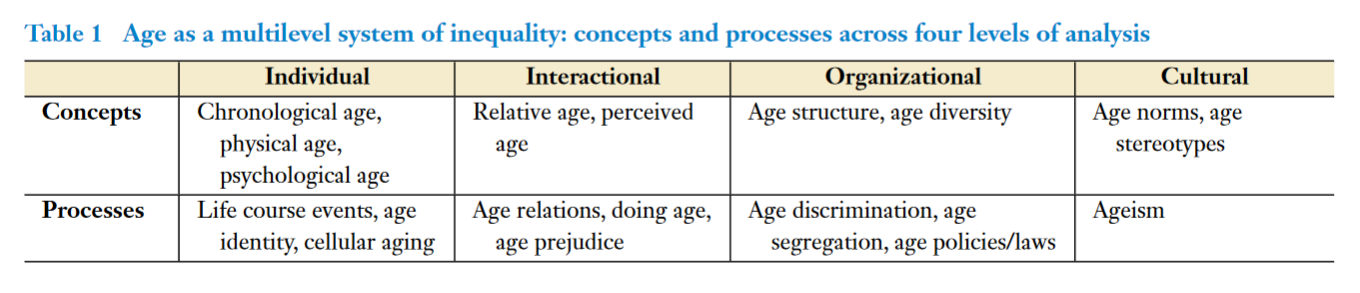 Table 1 Age as a multilevel system of inequality: concepts and processes across four levels of analysis
Individual Interactional Organizational Cultural
Concepts Chronological age, Relative age, perceived Age structure, age diversity Age norms, age
physical age, age stereotypes
psychological age
Processes Life course events, age Age relations, doing age, Age discrimination, age Ageism
identity, cellular aging age prejudice segregation, age policies/laws